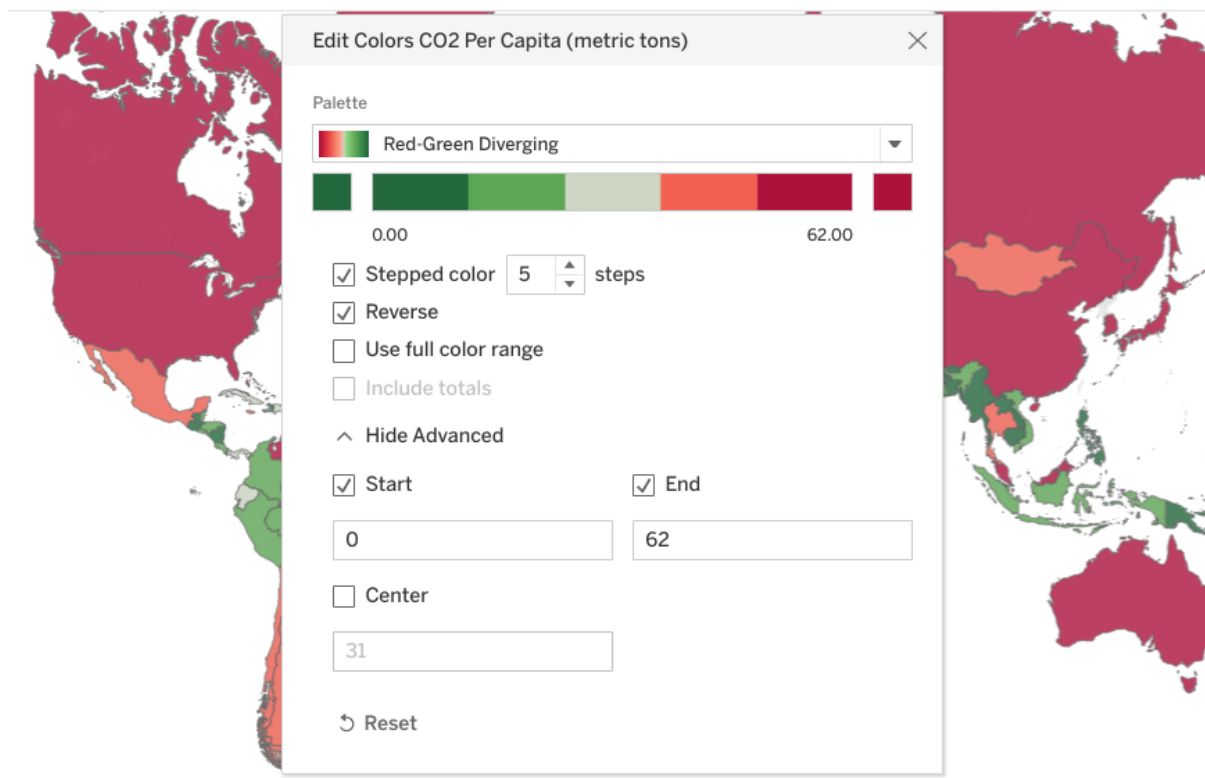 Edit Colors CO2 Per Capita (metric tons)
Palette
Red-Green Diverging
0.00 62.00
Stepped color 5 steps
Reverse
Use full color range
Include totals
Hide Advanced
Start End
0 62
Center
31
Reset